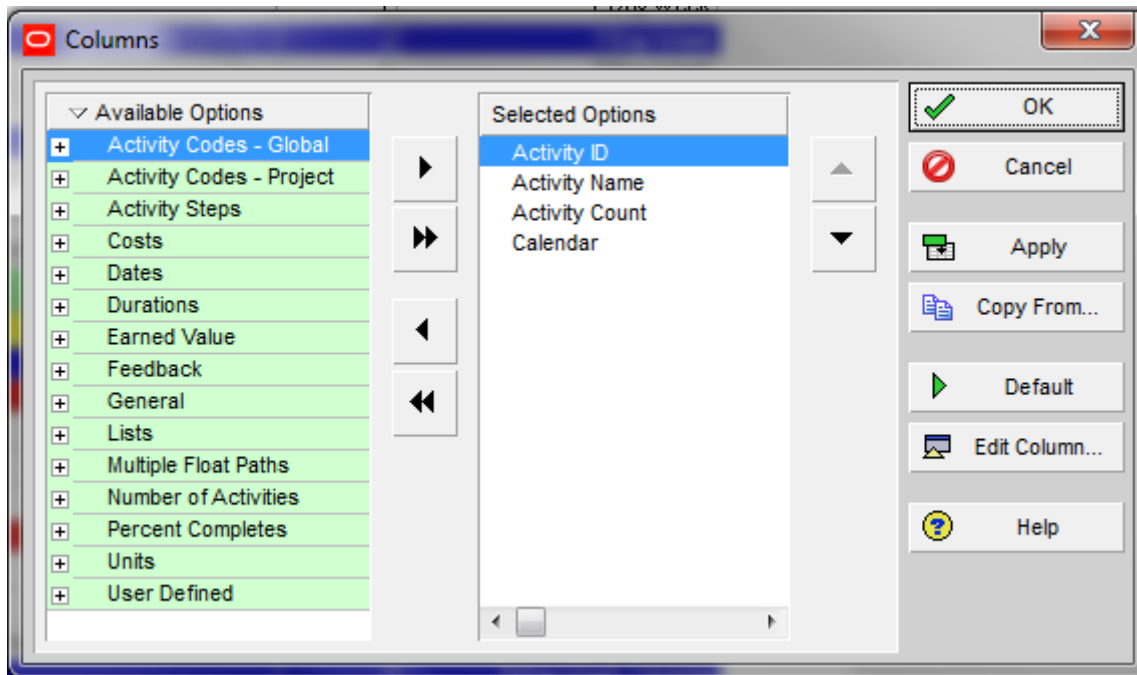 Columns
Available Options
Activity Codes - Global
Activity Codes - Project
Activity Steps
Costs
Dates
Durations
Earned Value
Feedback
General
Lists
Multiple Float Paths
Number of Activities
Percent Completes
Units
User Defined
Selected Options
Activity ID
Activity Name
Activity Count
Calendar
OK
Cancel
Apply
Copy From...
Default
Edit Column...
Help